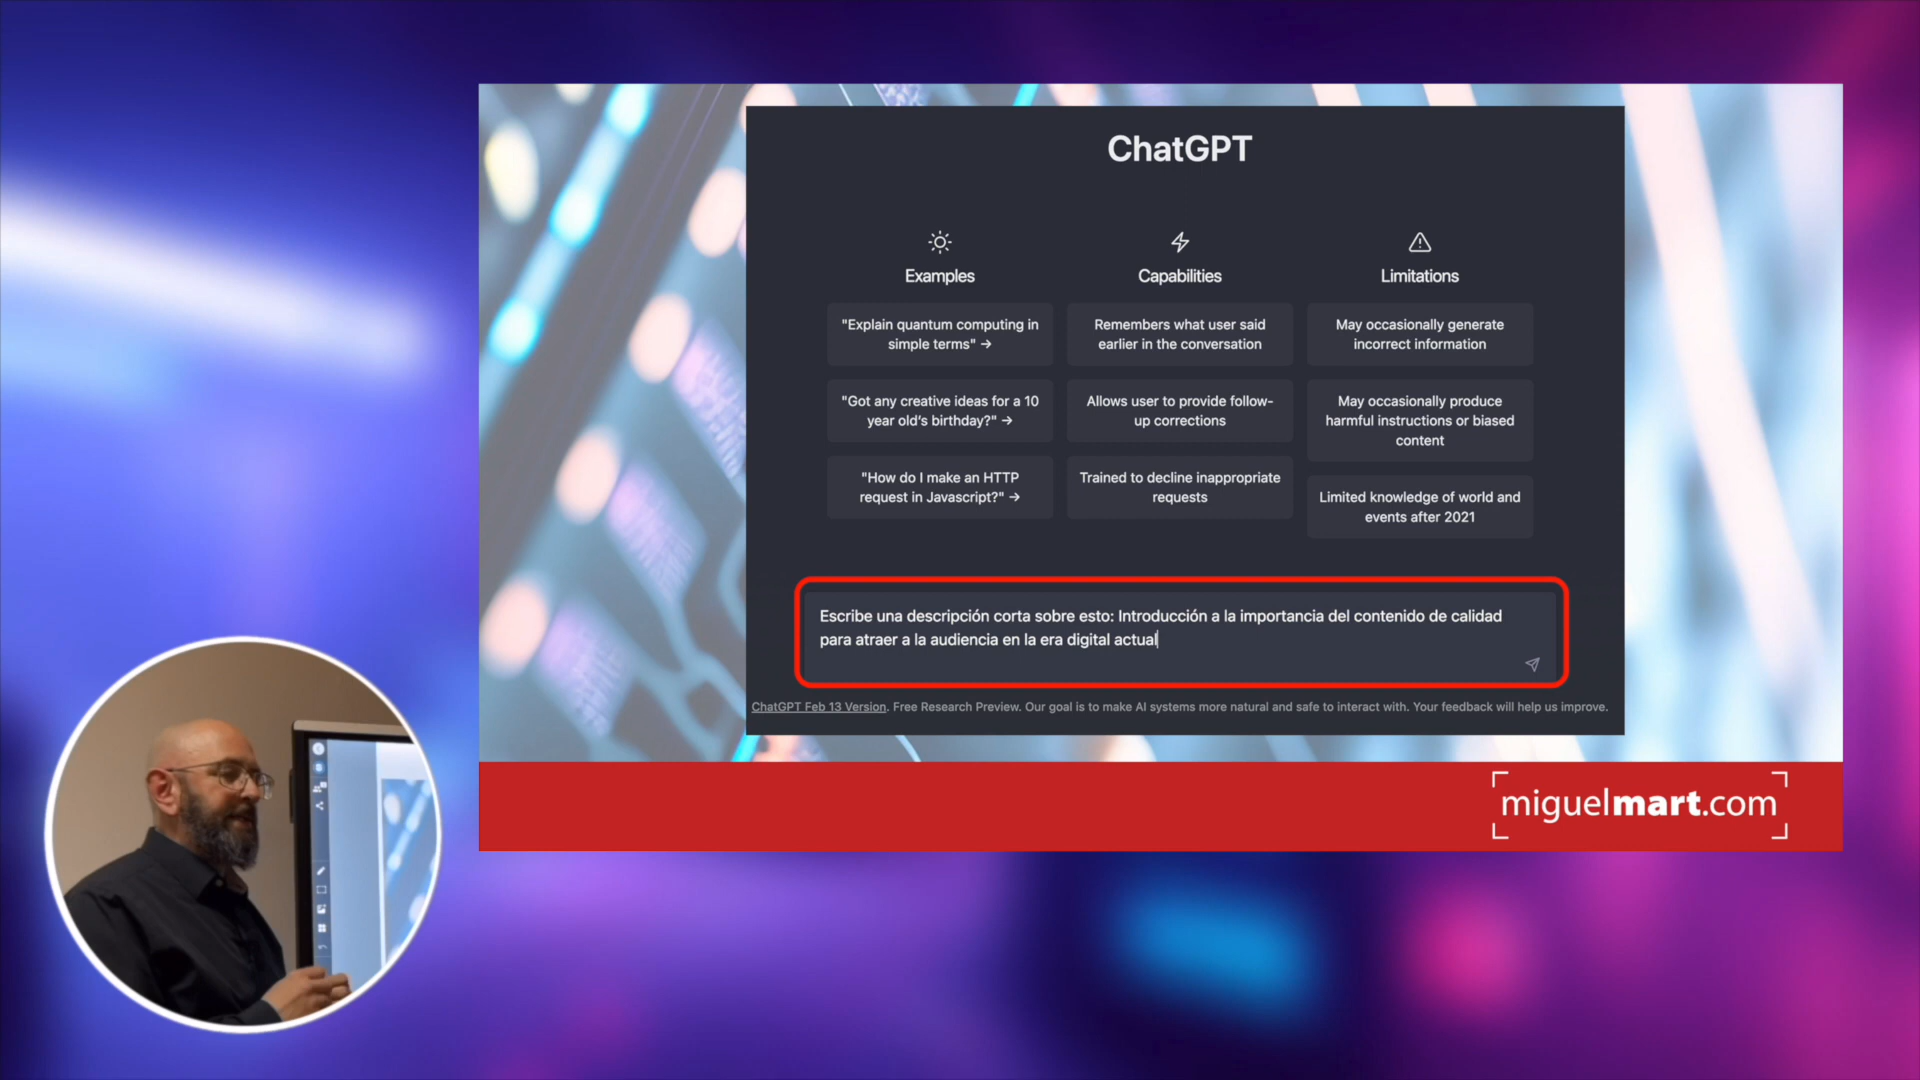 ChatGPT
Examples
Capabilities
Limitations
"Explain quantum computing in
simple terms" →
Remembers what user said
earlier in the conversation
May occasionally generate
incorrect information
"Got any creative ideas for a 10
year old's birthday?" →
Allows user to provide follow-
up corrections
May occasionally produce
harmful instructions or biased
content
"How do I make an HTTP
request in Javascript?" →
Trained to decline inappropriate
requests
Limited knowledge of world and
events after 2021
Escribe una descripción corta sobre esto: Introducción a la importancia del contenido de calidad
para atraer a la audiencia en la era digital actual
ChatGPT Feb 13 Version. Free Research Preview. Our goal is to make AI systems more natural and safe to interact with. Your feedback will help us improve.
miguelmart.com